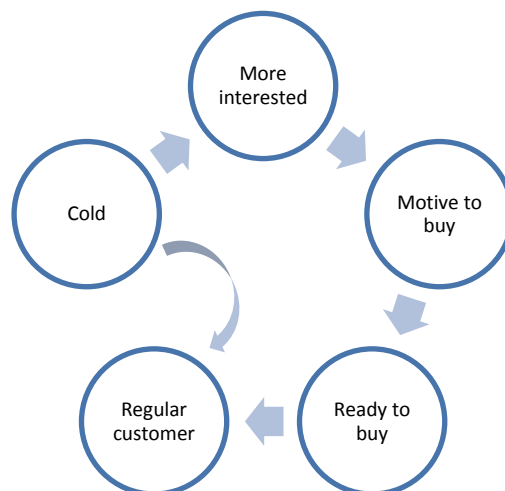 More
interested
Cold
Motive to
buy
Regular
customer
Ready to
buy